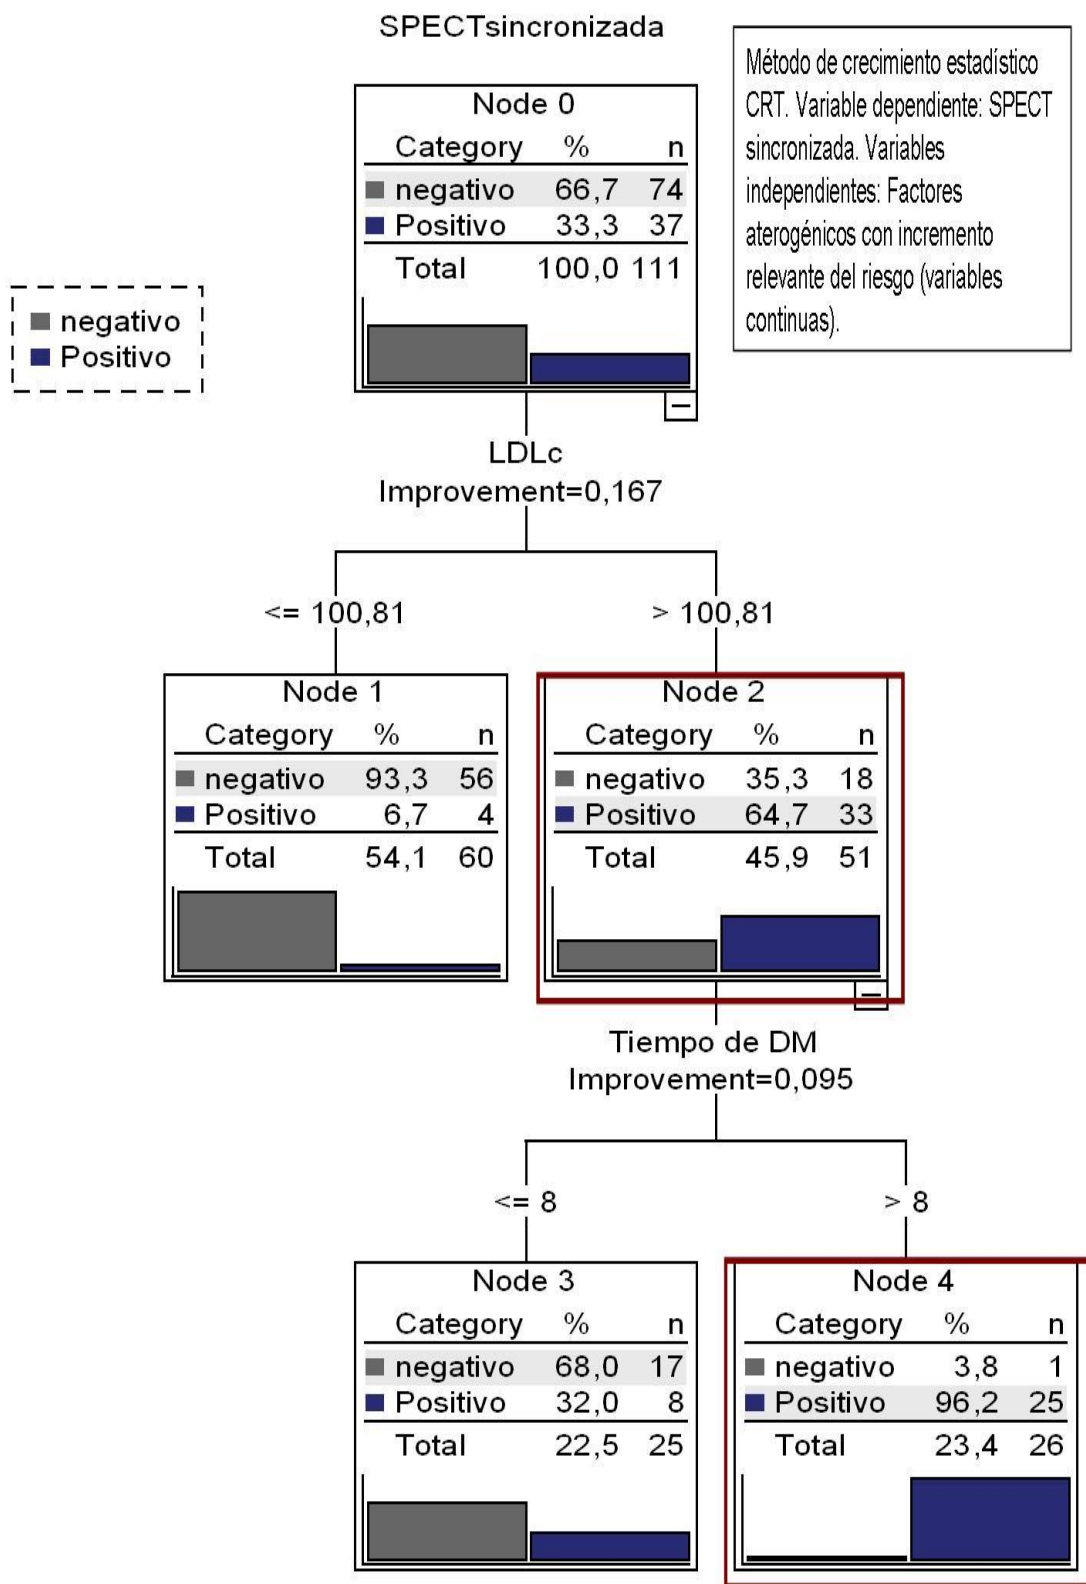 SPECTsincronizada
Método de crecimiento estadístico
CRT. Variable dependiente: SPECT
sincronizada. Variables
independientes: Factores
aterogénicos con incremento
relevante del riesgo (variables
continuas).
negativo
Positivo
Node 0
Category % n
negativo 66,7 74
Positivo 33,3 37
Total 100,0 111
LDLc
Improvement=0,167
<= 100,81
> 100,81
Node 1
Category % n
negativo 93,3 56
Positivo 6,7 4
Total 54,1 60
Node 2
Category % n
negativo 35,3 18
Positivo 64,7 33
Total 45,9 51
Tiempo de DM
Improvement=0,095
<= 8
> 8
Node 3
Category % n
negativo 68,0 17
Positivo 32,0 8
Total 22,5 25
Node 4
Category % n
negativo 3,8 1
Positivo 96,2 25
Total 23,4 26